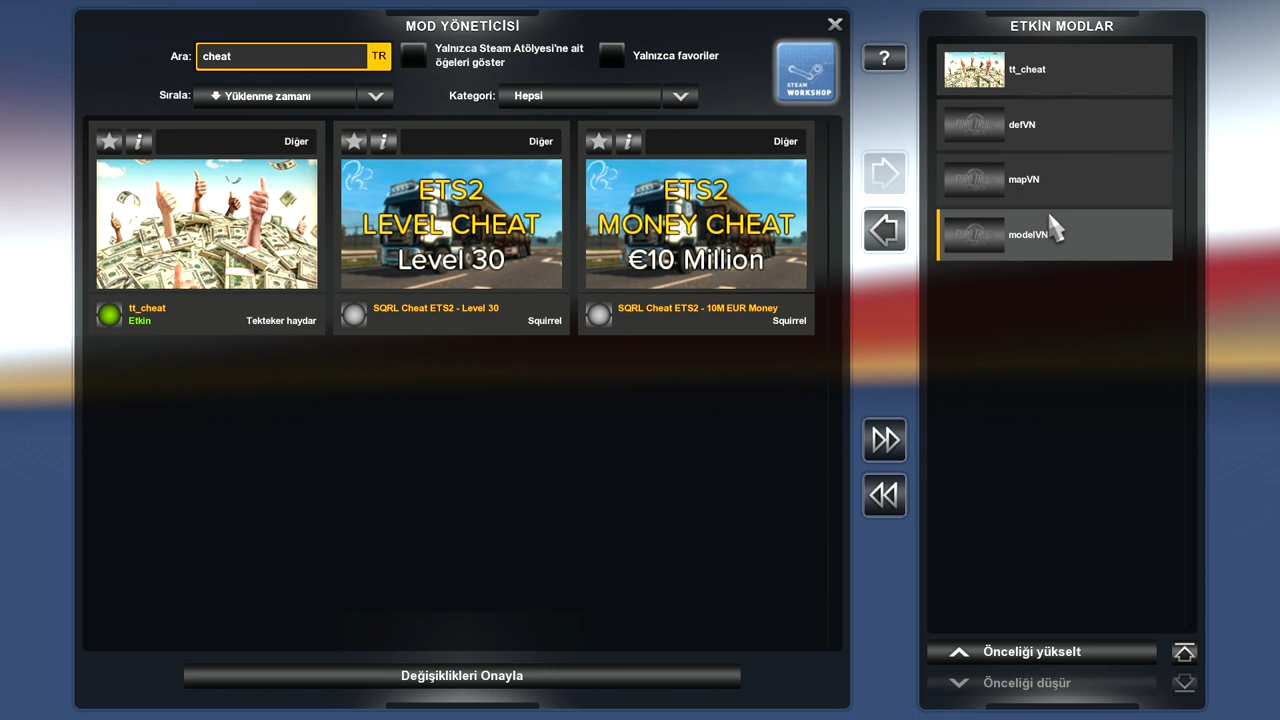 MOD YÖNETİCİSİ
Ara: cheat TR
Yalnızca Steam Atölyesi'ne ait
öğeleri göster
Yalnızca favoriler
STEAM
WORKSHOP
Sırala: Yüklenme zamanı
Kategori: Hepsi
Diğer
tt_cheat
Etkin
Tekteker haydar
Diğer
ETS2
LEVEL CHEAT
Level 30
SQRL Cheat ETS2 - Level 30
Squirrel
Diğer
ETS2
MONEY CHEAT
€10 Million
SQRL Cheat ETS2 - 10M EUR Money
Squirrel
Değişiklikleri Onayla
?
ETKİN MODLAR
tt_cheat
defVN
mapVN
modelVN
Önceliği yükselt
Önceliği düşür